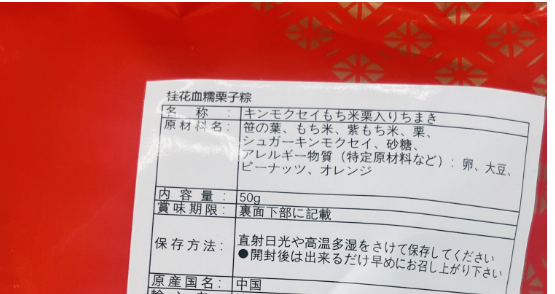 桂花血糯栗子粽
名称: キンモクセイもち米栗入りちまき
原材料名: 笹の葉、もち米、紫もち米、栗、
シュガーキンモクセイ、砂糖、
アレルギー物質(特定原材料など): 卵、大豆、
ピーナッツ、オレンジ
内容量: 50g
賞味期限: 裏面下部に記載
保存方法: 直射日光や高温多湿をさけて保存してください
●開封後は出来るだけ早めにお召し上がり下さい
原産国名: 中国